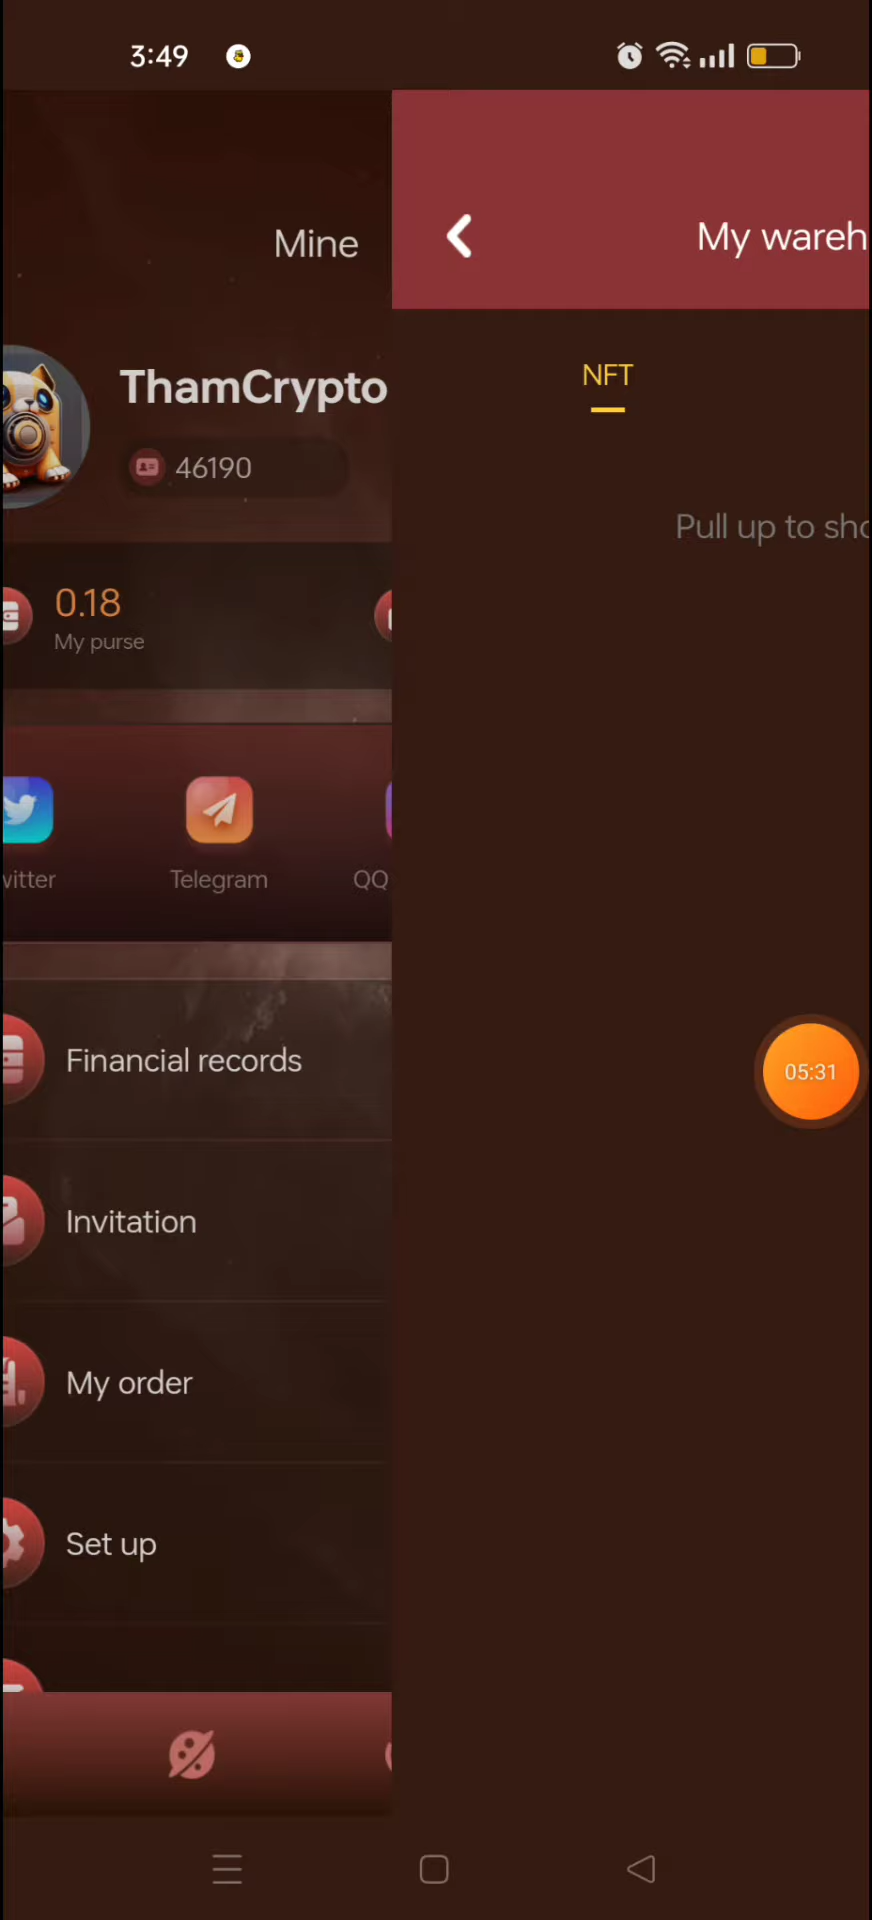 3:49
Mine
My wareh
ThamCrypto
NFT
46190
Pull up to sho
0.18
My purse
witter
Telegram
QQ
Financial records
05:31
Invitation
My order
Set up